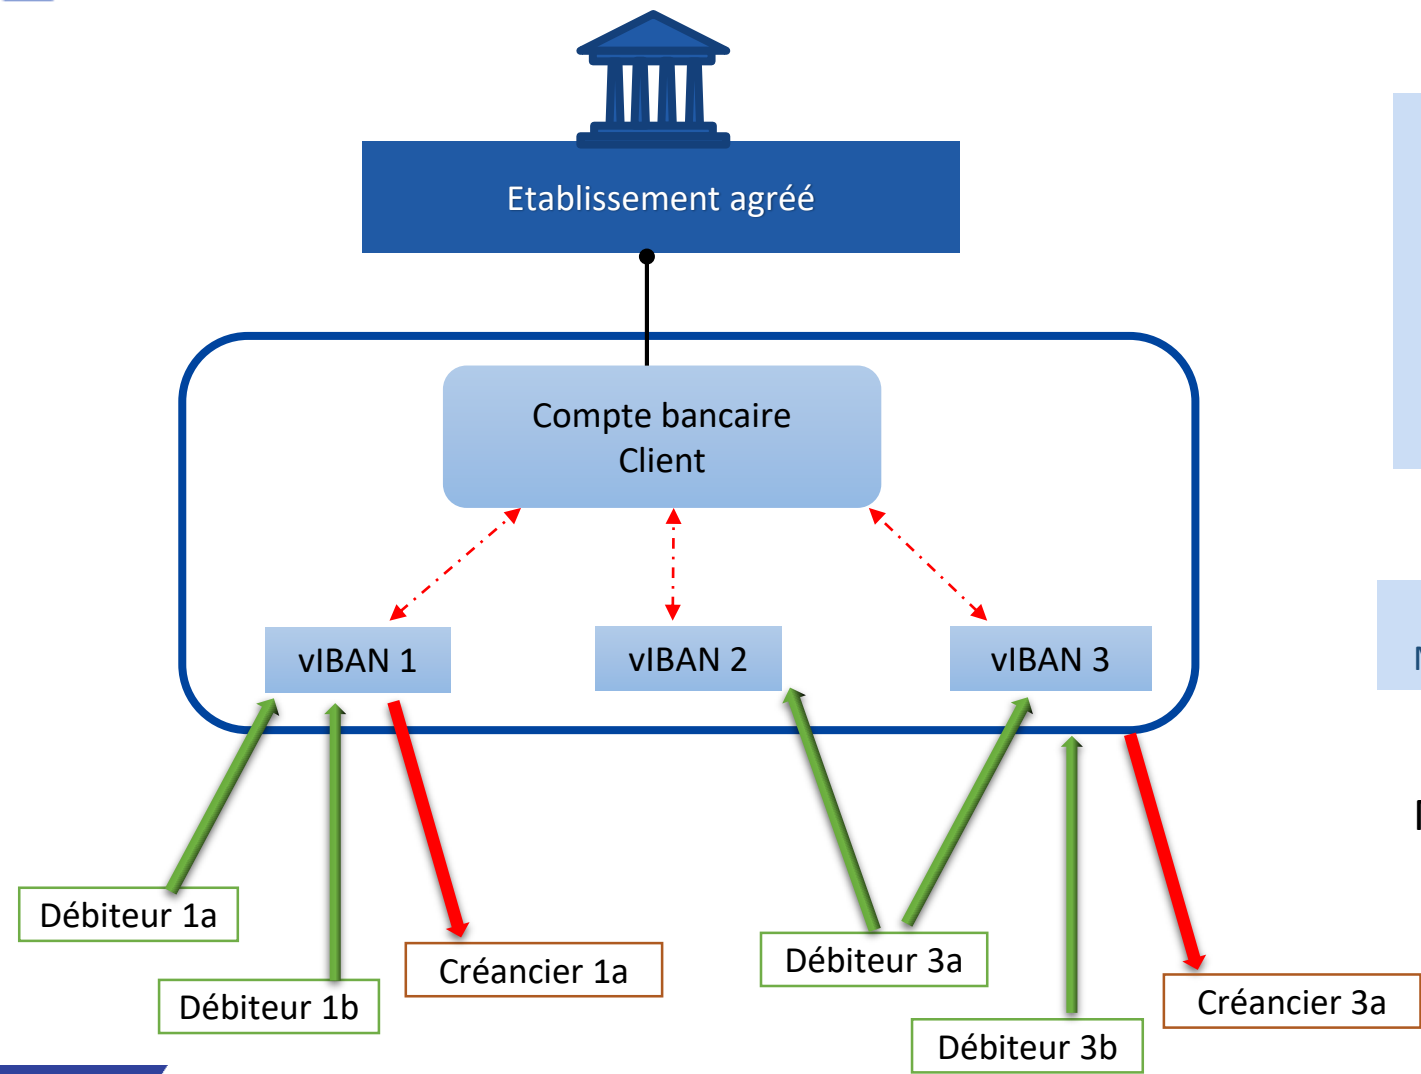 Etablissement agréé
Compte bancaire
Client
vIBAN 1
vIBAN 2
vIBAN 3
Débiteur 1a
Débiteur 1b
Créancier 1a
Débiteur 3a
Débiteur 3b
Créancier 3a